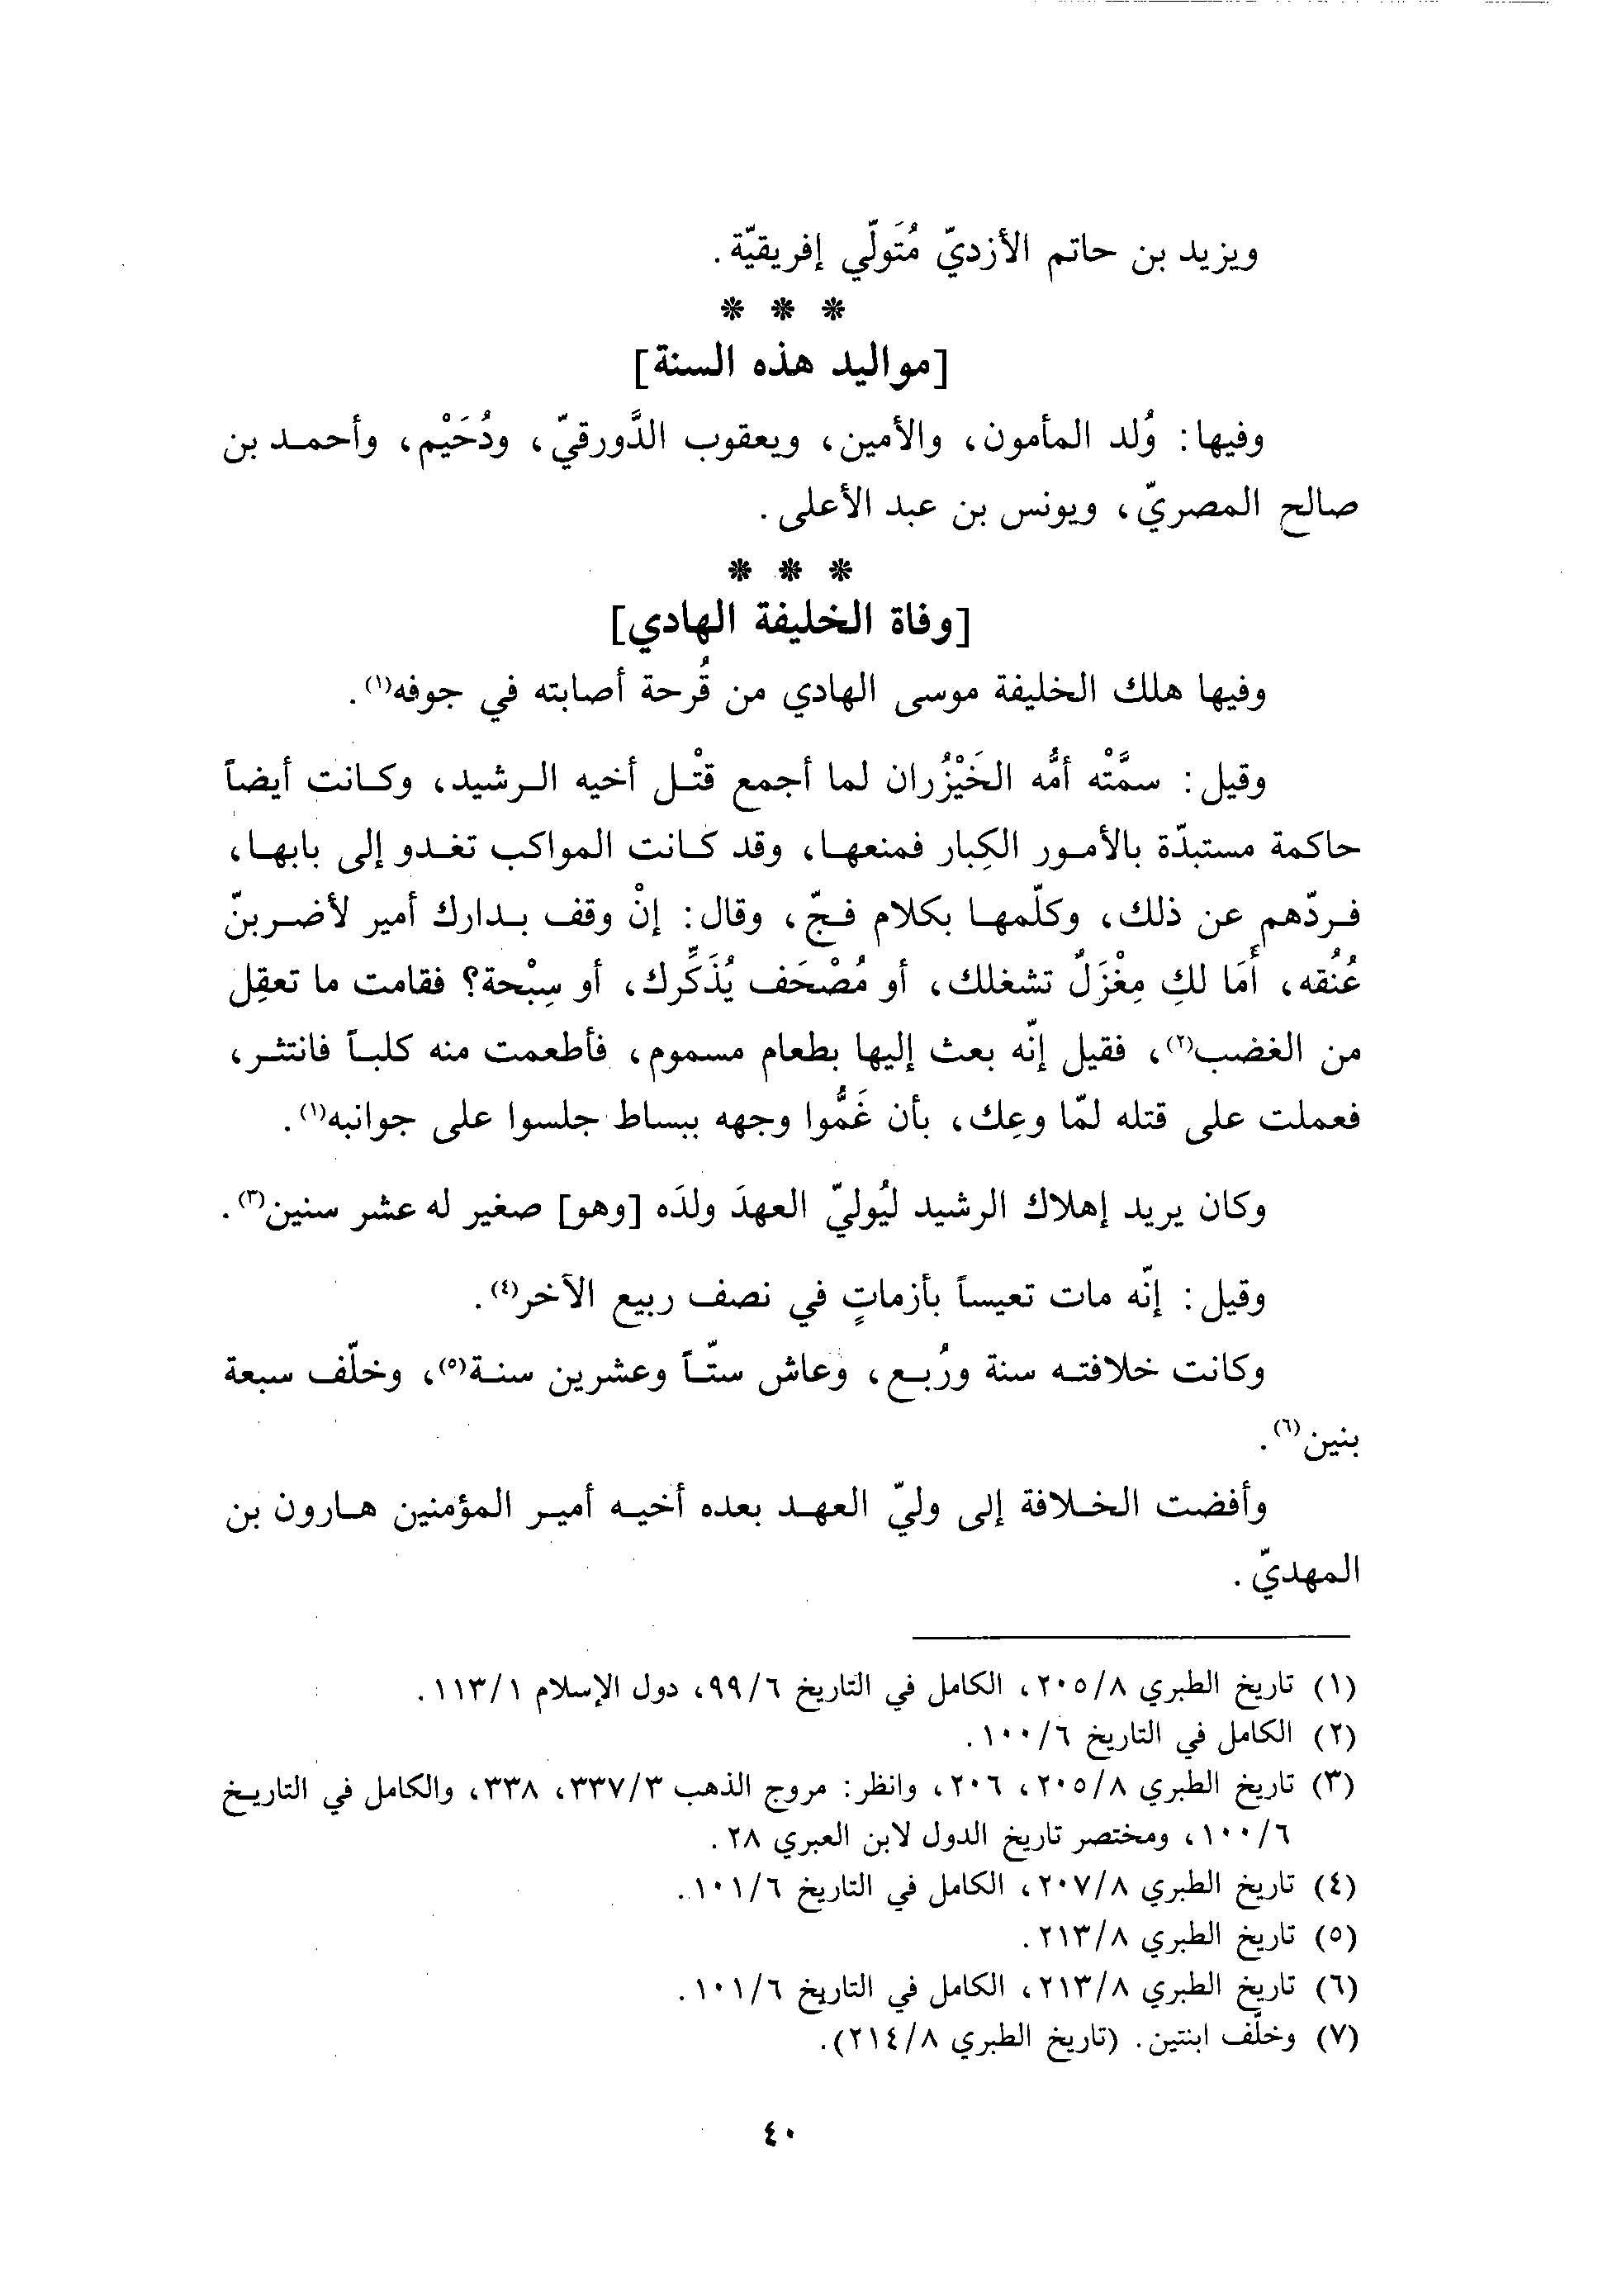 ويزيد بن حاتم الأزديّ مُتَولّي إفريقيّة.
* * *
[مواليد هذه السنة]
وفيها: وُلد المأمون، والأمين، ويعقوب الدَّورقيّ، ودُحَيْم، وأحمد بن
صالح المصريّ، ويونس بن عبد الأعلى.
* * *
[وفاة الخليفة الهادي]
وفيها هلك الخليفة موسى الهادي من قُرحة أصابته في جوفه(١).
وقيل: سمَّتْه أمُّه الخَيْزُران لما أجمع قتْل أخيه الرشيد، وكانت أيضاً
حاكمة مستبدّة بالأمور الكِبار فمنعها، وقد كانت المواكب تغدو إلى بابها،
فردّهم عن ذلك، وكلّمها بكلام فجّ، وقال: إنْ وقف بدارك أمير لأضربنّ
عُنُقه، أَمَا لكِ مِغْزَلٌ تشغلك، أو مُصْحَف يُذَكِّرك، أو سِبْحة؟ فقامت ما تعقِل
من الغضب(٢)، فقيل إنّه بعث إليها بطعام مسموم، فأطعمت منه كلباً فانتثر،
فعملت على قتله لمّا وعِك، بأن غَمُّوا وجهه ببساط جلسوا على جوانبه(١).
وكان يريد إهلاك الرشيد ليُوليّ العهدَ ولدَه [وهو] صغير له عشر سنين(٣).
وقيل: إنّه مات تعيساً بأزماتٍ في نصف ربيع الآخر(٤).
وكانت خلافته سنة ورُبع، وعاش ستّاً وعشرين سنة(٥)، وخلّف سبعة
بنين(٦).
وأفضت الخلافة إلى وليّ العهد بعده أخيه أمير المؤمنين هارون بن
المهديّ.
(١) تاريخ الطبري ٢٠٥/٨، الكامل في التاريخ ٩٩/٦، دول الإسلام ١١٣/١.
(٢) الكامل في التاريخ ١٠٠/٦.
(٣) تاريخ الطبري ٢٠٥/٨، ٢٠٦، وانظر: مروج الذهب ٣٣٧/٣، ٣٣٨، والكامل في التاريخ
١٠٠/٦، ومختصر تاريخ الدول لابن العبري ٢٨.
(٤) تاريخ الطبري ٢٠٧/٨، الكامل في التاريخ ١٠١/٦.
(٥) تاريخ الطبري ٢١٣/٨.
(٦) تاريخ الطبري ٢١٣/٨، الكامل في التاريخ ١٠١/٦.
(٧) وخلّف ابنتين. (تاريخ الطبري ٢١٤/٨).
٤٠